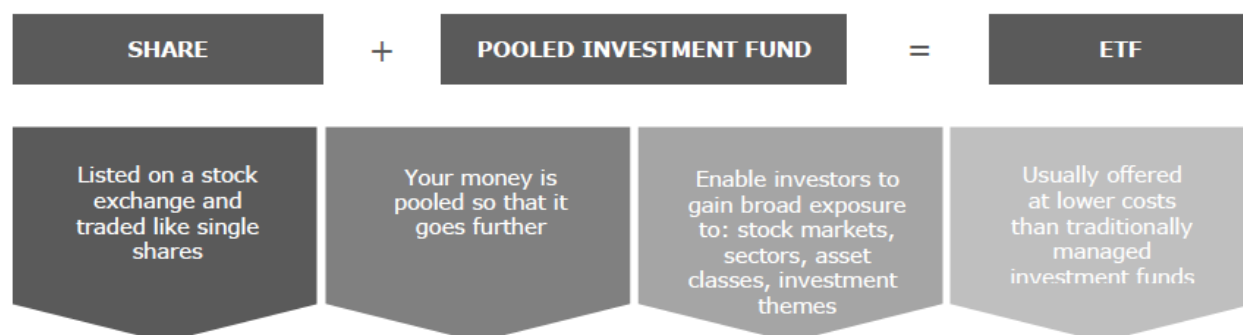 SHARE + POOLED INVESTMENT FUND = ETF
Listed on a stock
exchange and
traded like single
shares
Your money is
pooled so that it
goes further
Enable investors to
gain broad exposure
to: stock markets,
sectors, asset
classes, investment
themes
Usually offered
at lower costs
than traditionally
managed
investment funds